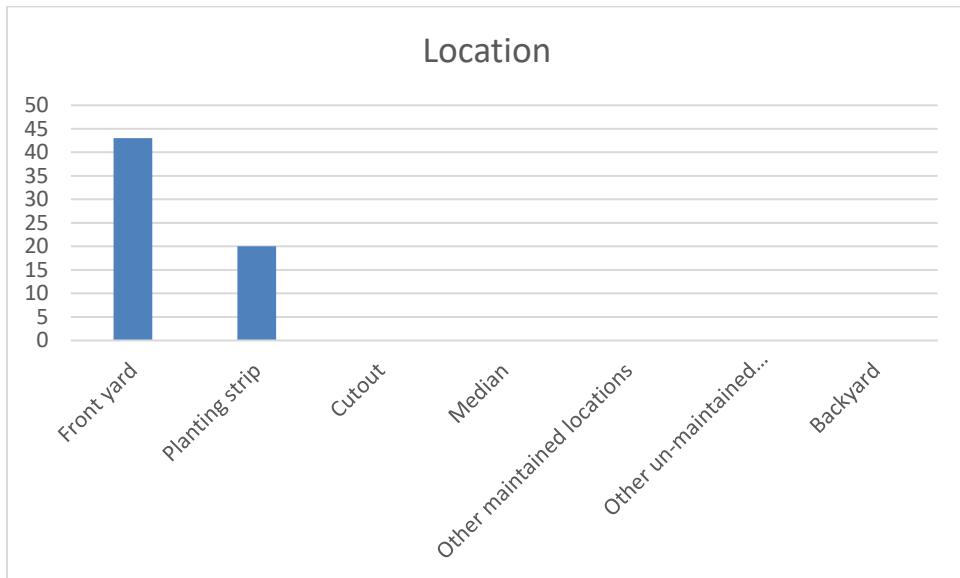 Location
50
45
40
35
30
25
20
15
10
5
0
Front yard
Planting strip
Cutout
Median
Other maintained locations
Other un-maintained...
Backyard